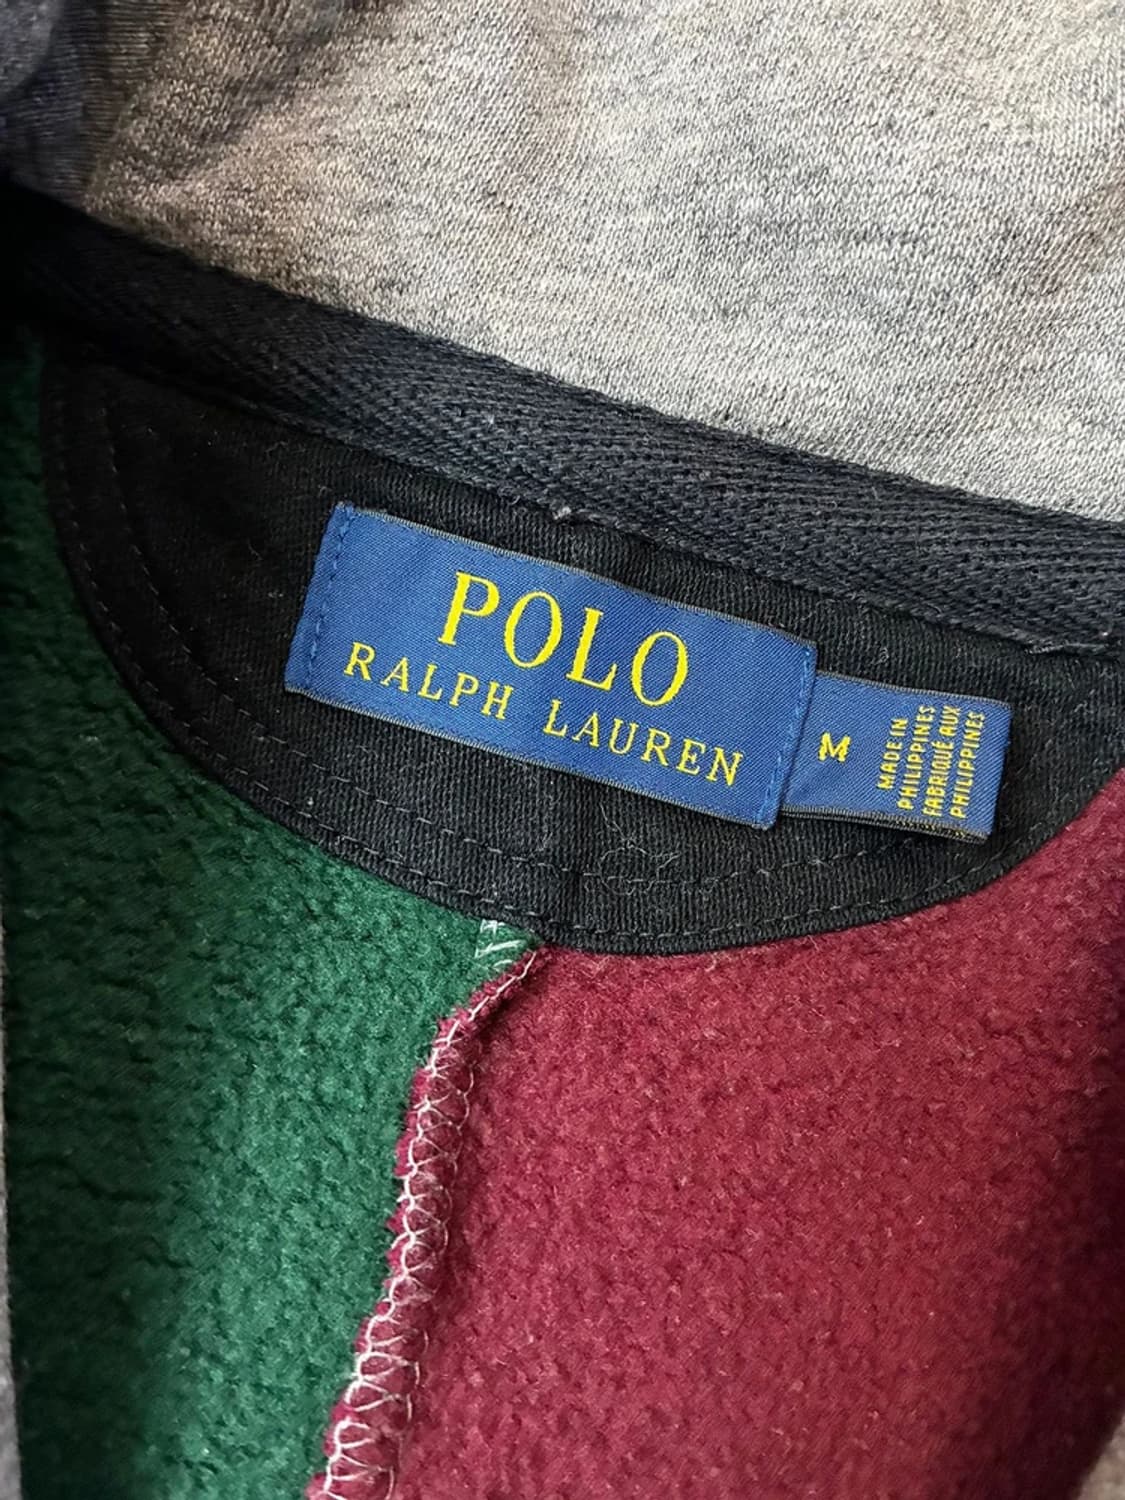 POLO
RALPH LAUREN
M
MADE IN
PHILIPPINES
FABRIQUÉ AUX
PHILIPPINES